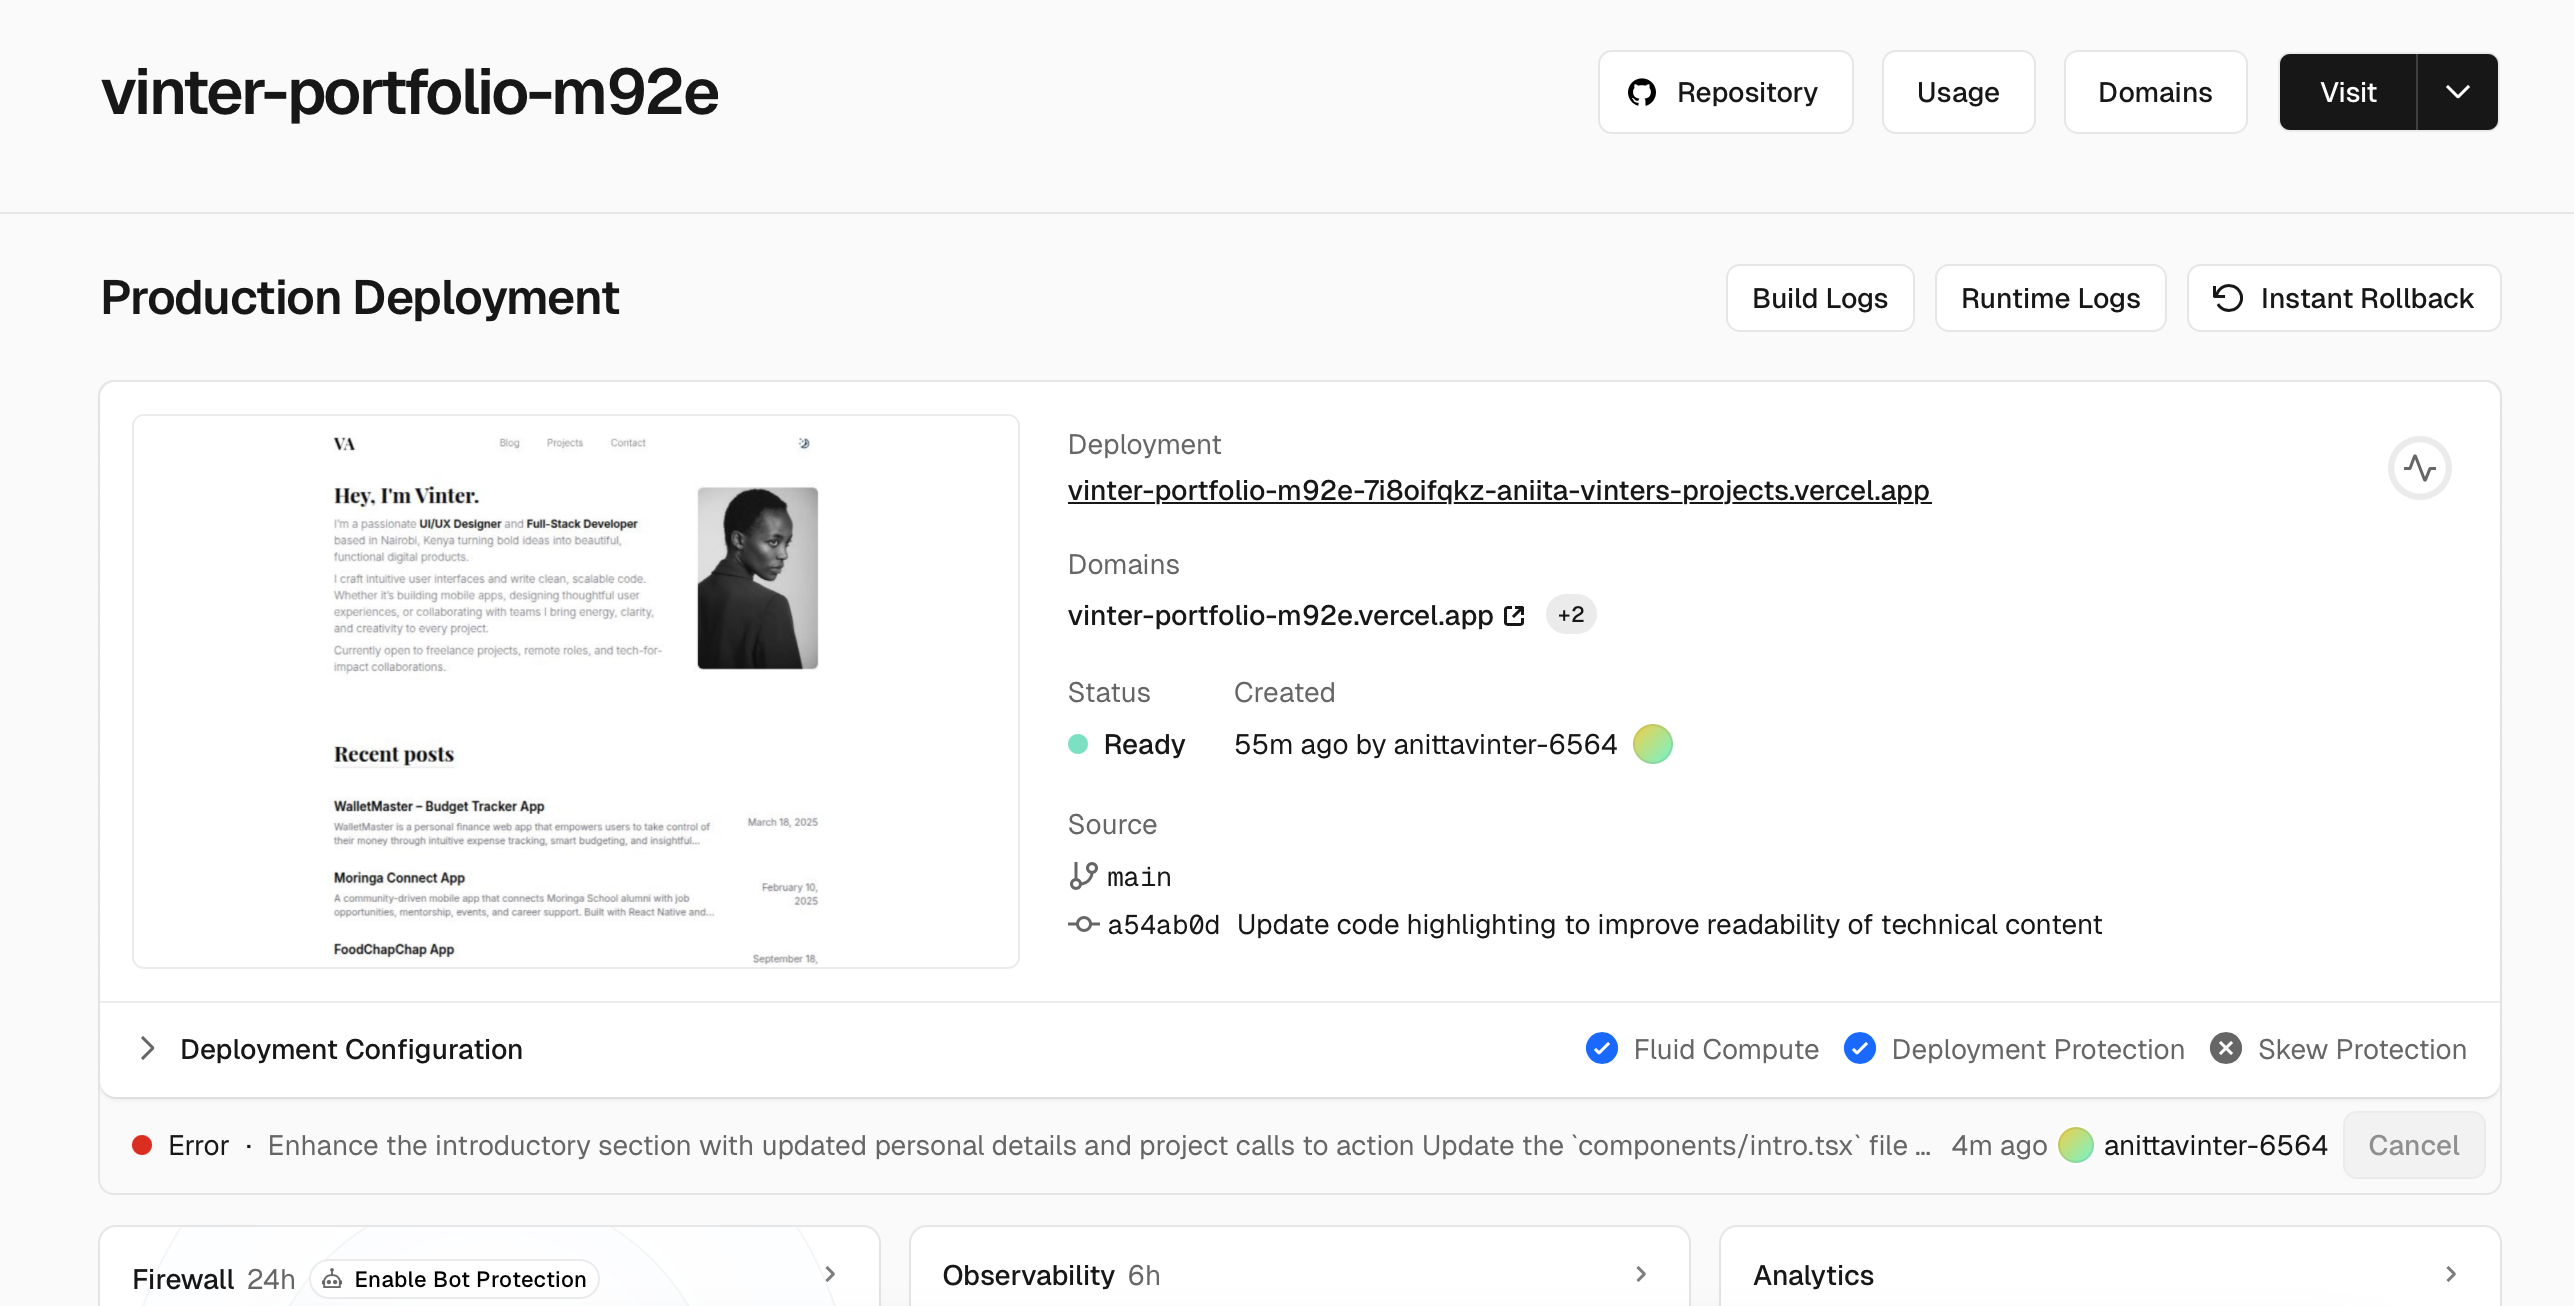 vinter-portfolio-m92e
Repository
Usage
Domains
Visit
Production Deployment
Build Logs
Runtime Logs
Instant Rollback
VA
Blog
Projects
Contact
Hey, I'm Vinter.
I'm a passionate UI/UX Designer and Full-Stack Developer
based in Nairobi, Kenya turning bold ideas into beautiful,
functional digital products.
I craft intuitive user interfaces and write clean, scalable code.
Whether it's building mobile apps, designing thoughtful user
experiences, or collaborating with teams I bring energy, clarity,
and creativity to every project.
Currently open to freelance projects, remote roles, and tech-for-
impact collaborations.
Recent posts
WalletMaster – Budget Tracker App
WalletMaster is a personal finance web app that empowers users to take control of
their money through intuitive expense tracking, smart budgeting, and insightful...
March 18, 2025
Moringa Connect App
A community-driven mobile app that connects Moringa School alumni with job
opportunities, mentorship, events, and career support. Built with React Native and...
February 10,
2025
FoodChapChap App
September 18,
Deployment
vinter-portfolio-m92e-7i8oifqkz-aniita-vinters-projects.vercel.app
Domains
vinter-portfolio-m92e.vercel.app +2
Status
Created
Ready
55m ago by anittavinter-6564
Source
main
a54ab0d Update code highlighting to improve readability of technical content
Deployment Configuration
Fluid Compute
Deployment Protection
Skew Protection
Error · Enhance the introductory section with updated personal details and project calls to action Update the `components/intro.tsx` file ... 4m ago anittavinter-6564
Cancel
Firewall 24h
Enable Bot Protection
Observability 6h
Analytics